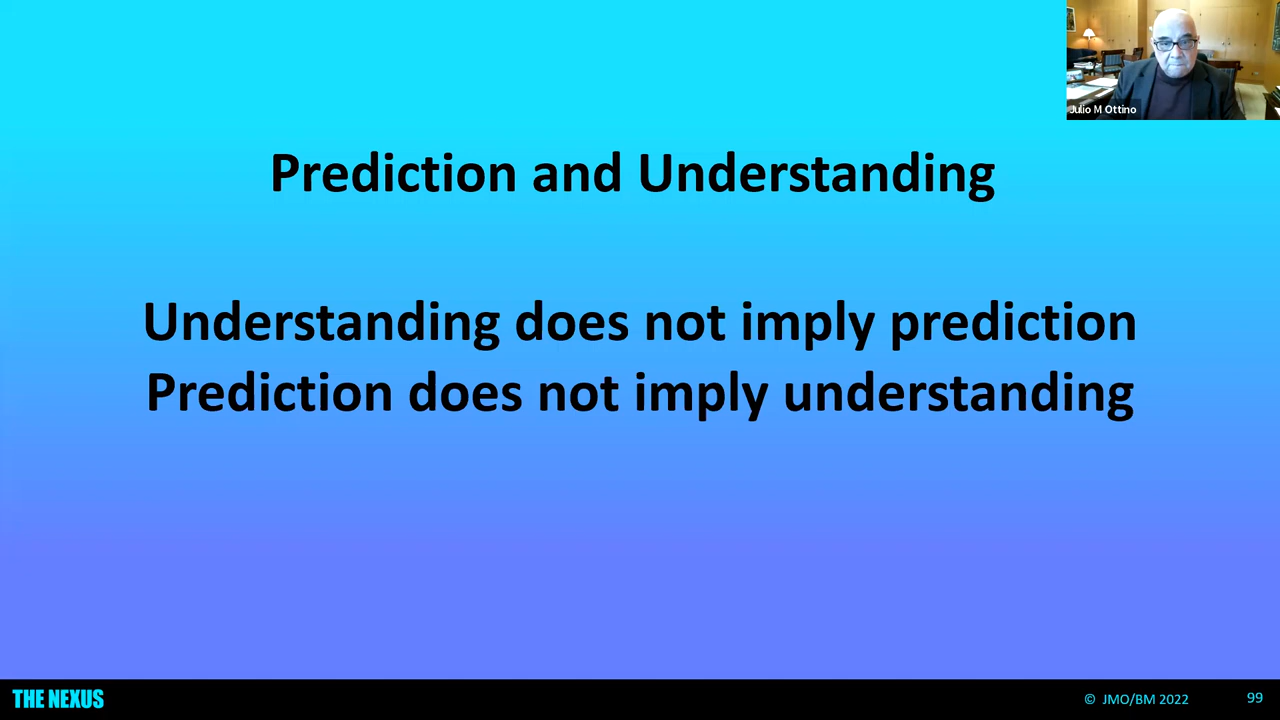 Julio M Ottino
Prediction and Understanding
Understanding does not imply prediction
Prediction does not imply understanding
THE NEXUS
© JMO/BM 2022
99